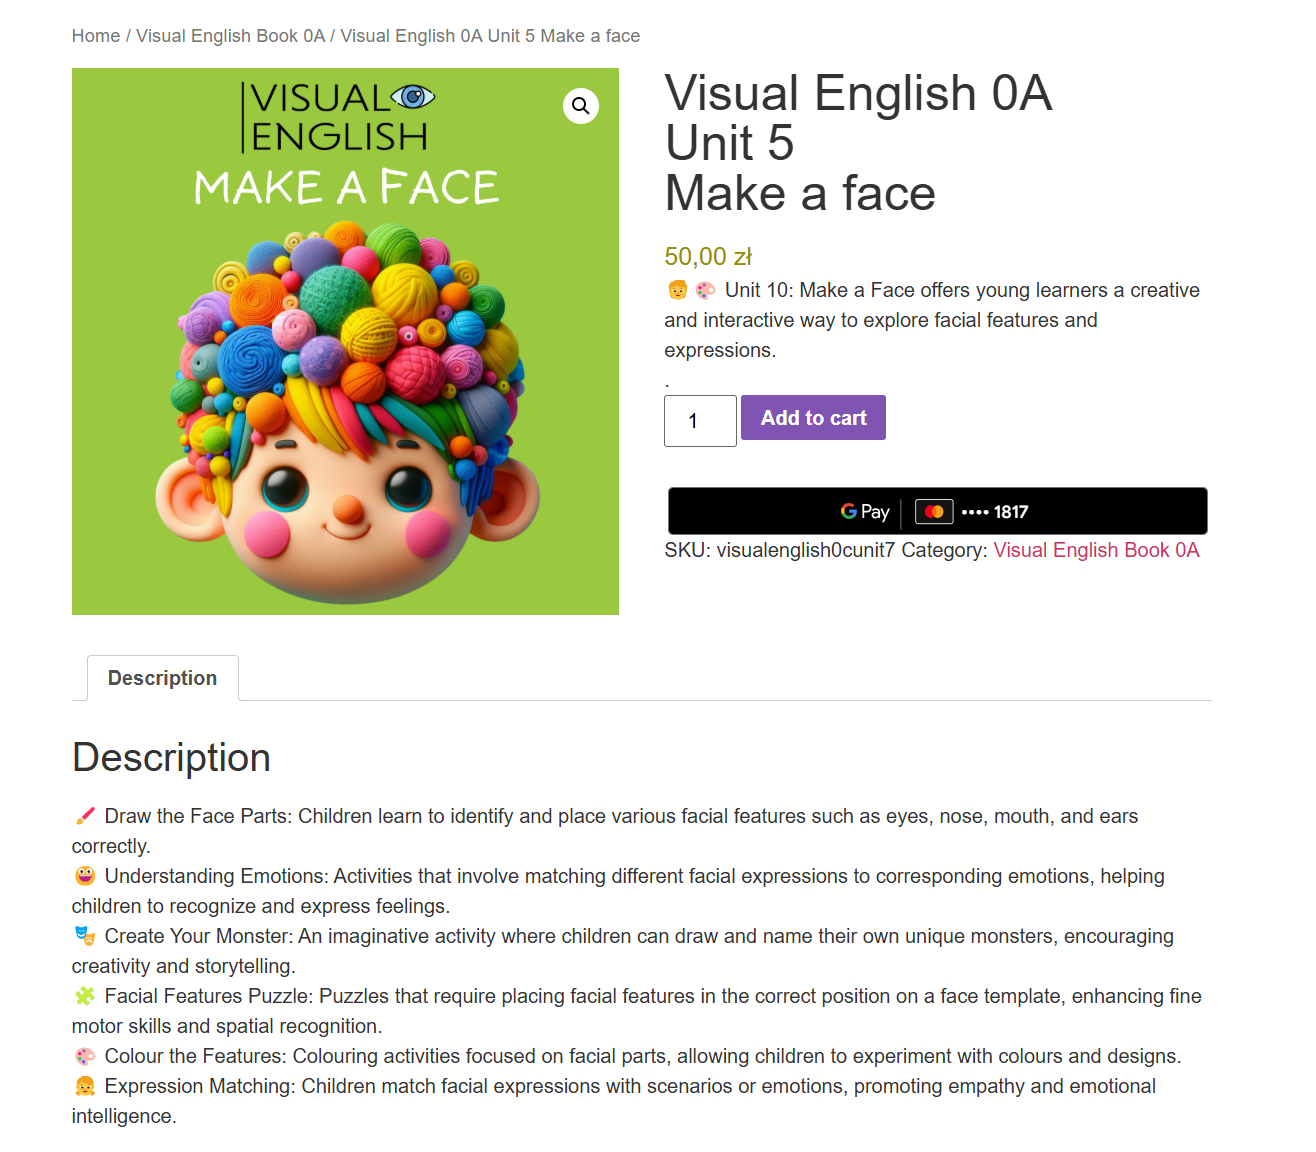 Home / Visual English Book 0A / Visual English 0A Unit 5 Make a face
VISUAL
ENGLISH
MAKE A FACE
Visual English 0A
Unit 5
Make a face
50,00 zł
Unit 10: Make a Face offers young learners a creative
and interactive way to explore facial features and
expressions.
.
1
Add to cart
G Pay
•••• 1817
SKU: visualenglish0cunit7 Category: Visual English Book 0A
Description
Description
Draw the Face Parts: Children learn to identify and place various facial features such as eyes, nose, mouth, and ears
correctly.
Understanding Emotions: Activities that involve matching different facial expressions to corresponding emotions, helping
children to recognize and express feelings.
Create Your Monster: An imaginative activity where children can draw and name their own unique monsters, encouraging
creativity and storytelling.
Facial Features Puzzle: Puzzles that require placing facial features in the correct position on a face template, enhancing fine
motor skills and spatial recognition.
Colour the Features: Colouring activities focused on facial parts, allowing children to experiment with colours and designs.
Expression Matching: Children match facial expressions with scenarios or emotions, promoting empathy and emotional
intelligence.